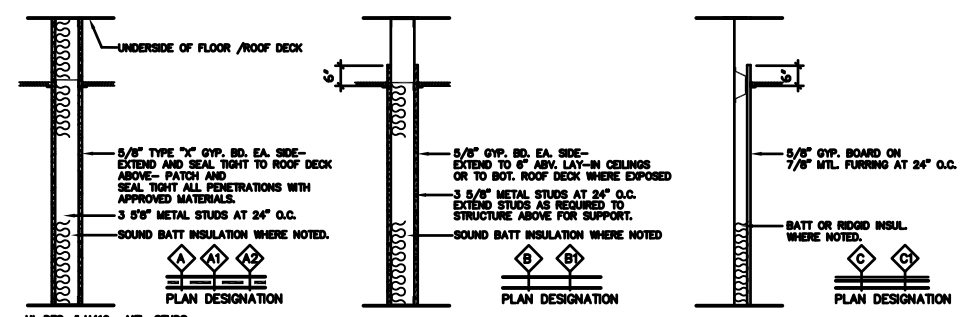 UNDERSIDE OF FLOOR /ROOF DECK
5/8" TYPE "X" GYP. BD. EA. SIDE-
EXTEND AND SEAL TIGHT TO ROOF DECK
ABOVE- PATCH AND
SEAL TIGHT ALL PENETRATIONS WITH
APPROVED MATERIALS.
3 5'8" METAL STUDS AT 24" O.C.
SOUND BATT INSULATION WHERE NOTED.
A A1 A2
PLAN DESIGNATION
6"
5/8" GYP. BD. EA. SIDE-
EXTEND TO 6" ABV. LAY-IN CEILINGS
OR TO BOT. ROOF DECK WHERE EXPOSED
3 5/8" METAL STUDS AT 24" O.C.
EXTEND STUDS AS REQUIRED TO
STRUCTURE ABOVE FOR SUPPORT.
SOUND BATT INSULATION WHERE NOTED
B B1
PLAN DESIGNATION
6"
5/8" GYP. BOARD ON
7/8" MTL. FURRING AT 24" O.C.
BATT OR RIDGID INSUL.
WHERE NOTED.
C C1
PLAN DESIGNATION